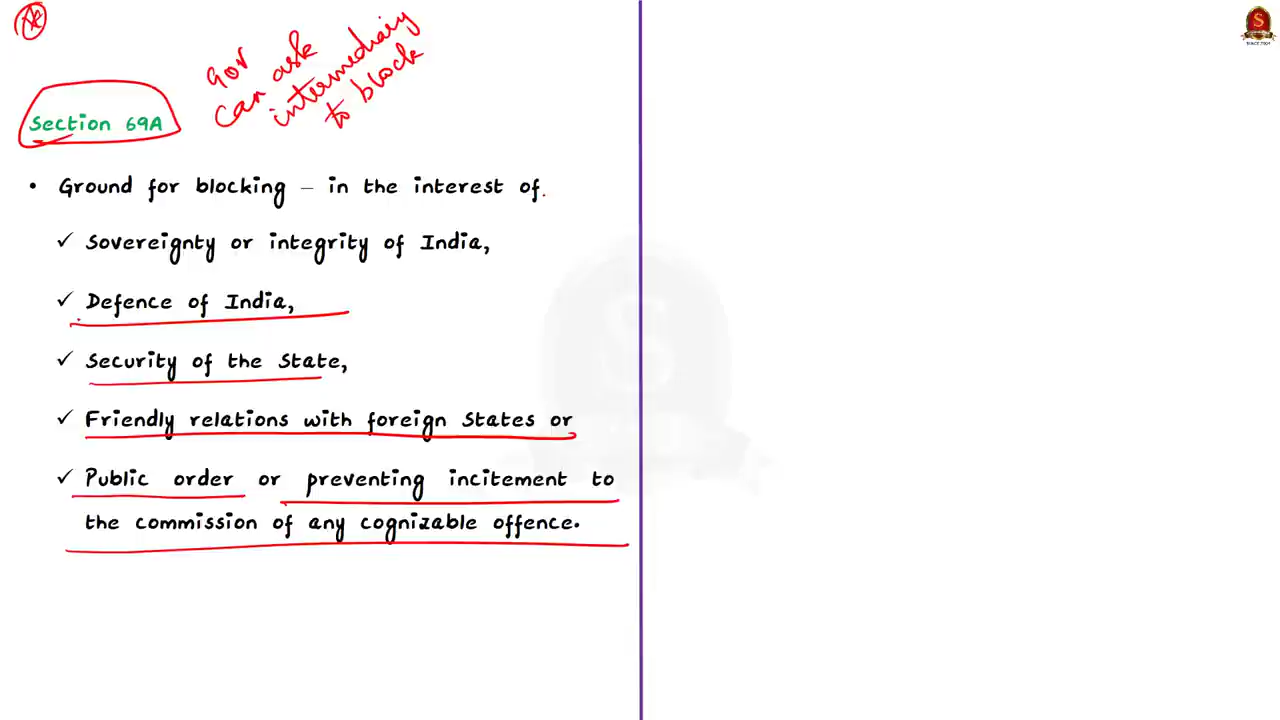 gov
can ask
intermediary
to block
Section 69A
• Ground for blocking – in the interest of.
✓ Sovereignty or integrity of India,
✓ Defence of India,
✓ Security of the State,
✓ Friendly relations with foreign States or
✓ Public order or preventing incitement to
the commission of any cognizable offence.
S